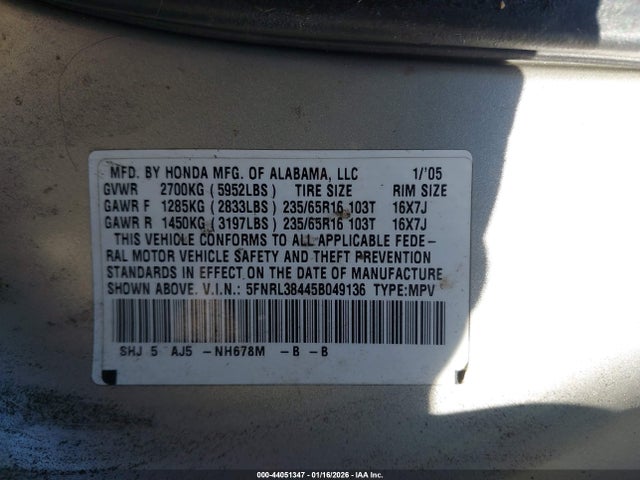 MFD. BY HONDA MFG. OF ALABAMA, LLC 1/'05
GVWR 2700KG (5952LBS) TIRE SIZE RIM SIZE
GAWR F 1285KG (2833LBS) 235/65R16 103T 16X7J
GAWR R 1450KG (3197LBS) 235/65R16 103T 16X7J
THIS VEHICLE CONFORMS TO ALL APPLICABLE FEDE-
RAL MOTOR VEHICLE SAFETY AND THEFT PREVENTION
STANDARDS IN EFFECT ON THE DATE OF MANUFACTURE
SHOWN ABOVE. V.I.N.: 5FNRL38445B049136 TYPE:MPV
SHJ 5 AJ5 -NH678M -B -B
000-44051347 | 01/16/2026 | IAA Inc.